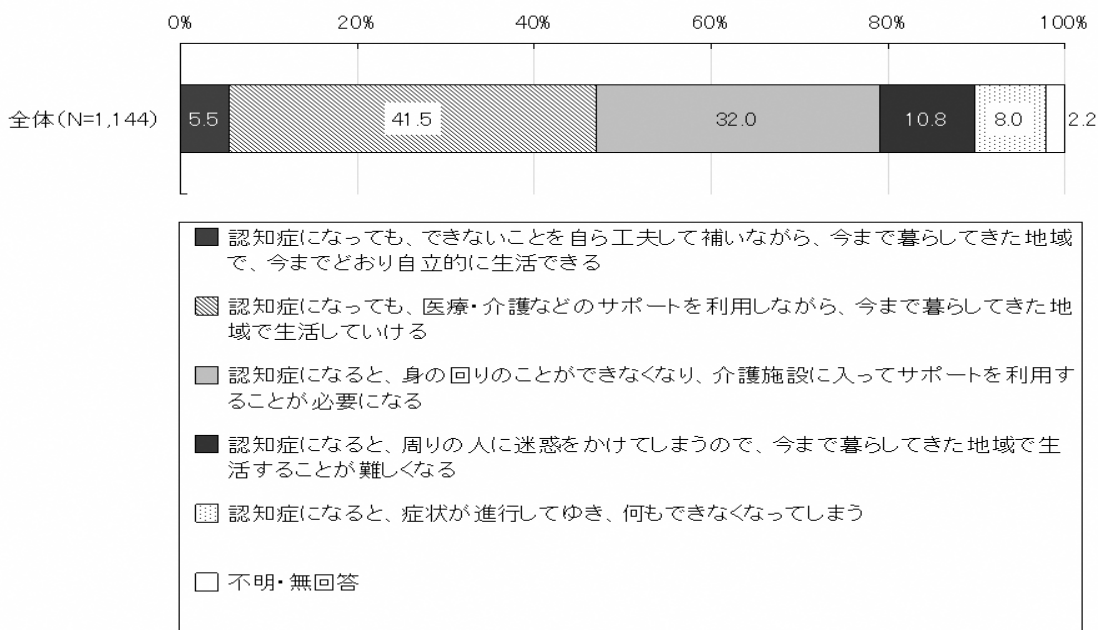 0% 20% 40% 60% 80% 100%
全体(N=1,144) 5.5 41.5 32.0 10.8 8.0 2.2
認知症になっても、できないことを自ら工夫して補いながら、今まで暮らしてきた地域
で、今までどおり自立的に生活できる
認知症になっても、医療・介護などのサポートを利用しながら、今まで暮らしてきた地
域で生活していける
認知症になると、身の回りのことができなくなり、介護施設に入ってサポートを利用す
ることが必要になる
認知症になると、周りの人に迷惑をかけてしまうので、今まで暮らしてきた地域で生
活することが難しくなる
認知症になると、症状が進行してゆき、何もできなくなってしまう
不明・無回答